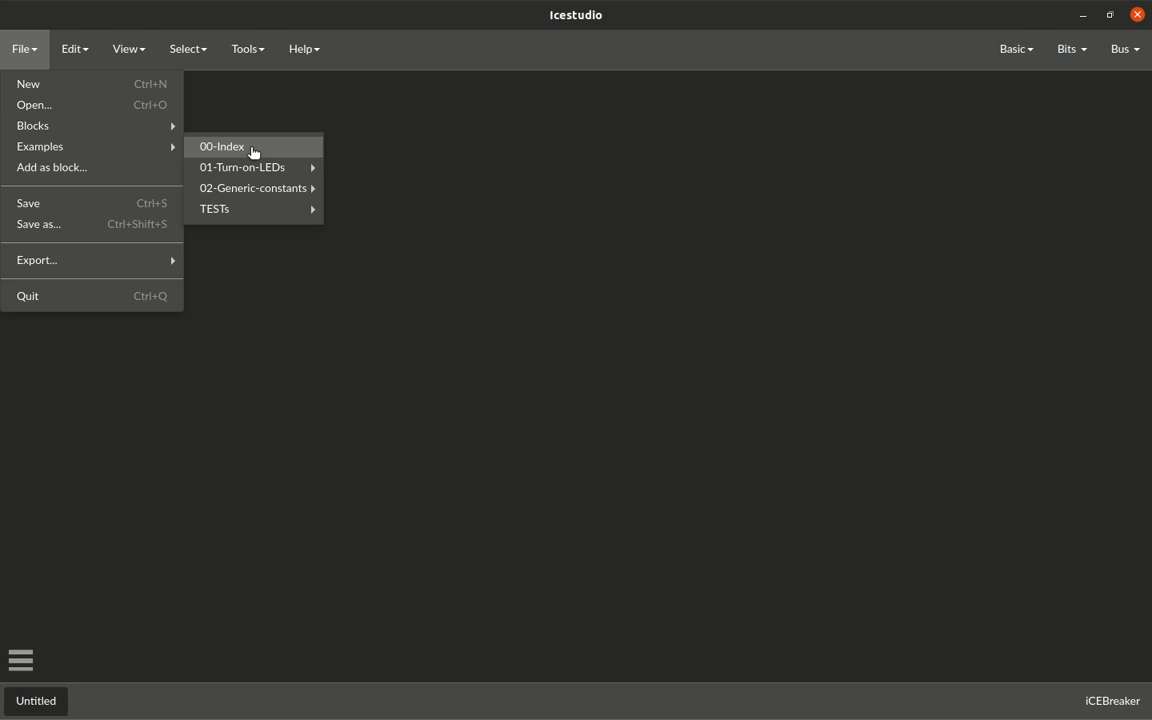 Icestudio
File Edit View Select Tools Help Basic Bits Bus
New Ctrl+N
Open... Ctrl+O
Blocks
Examples
Add as block...
Save Ctrl+S
Save as... Ctrl+Shift+S
Export...
Quit Ctrl+Q
00-Index
01-Turn-on-LEDs
02-Generic-constants
TESTs
Untitled
iCEBreaker